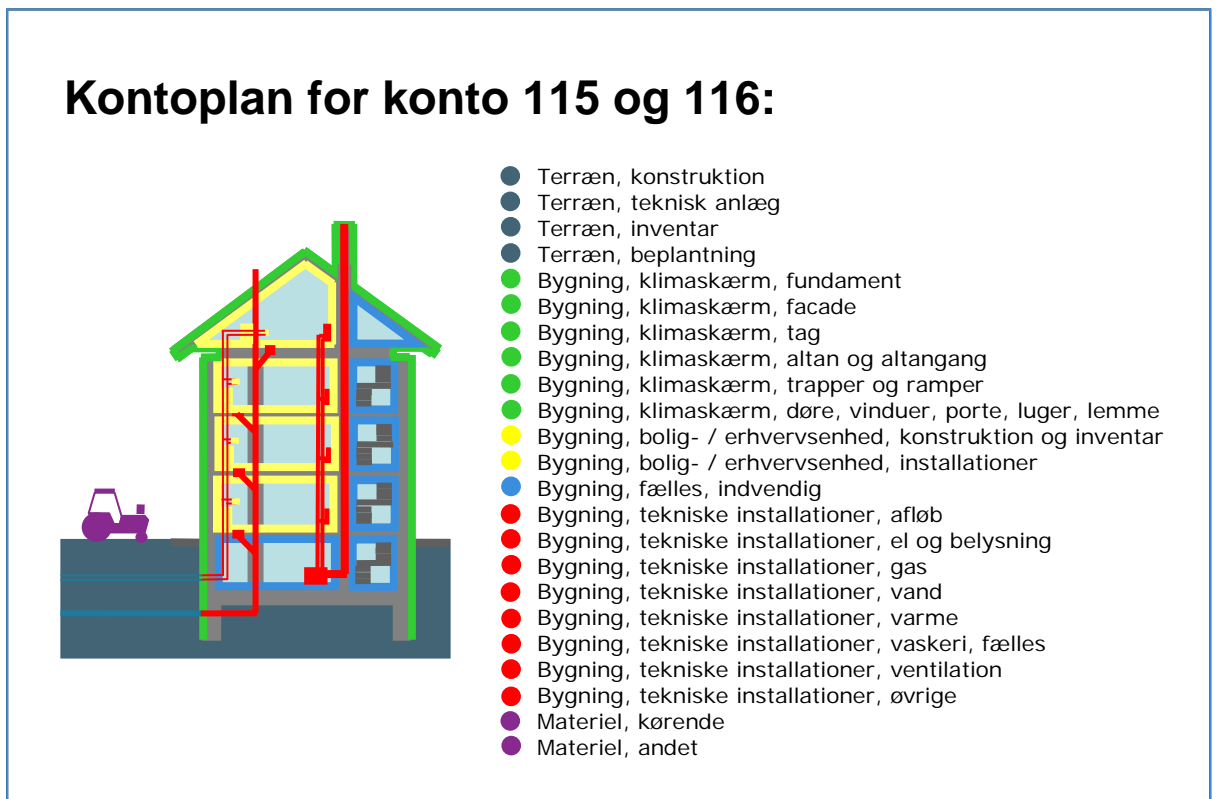 Kontoplan for konto 115 og 116:
Terræn, konstruktion
Terræn, teknisk anlæg
Terræn, inventar
Terræn, beplantning
Bygning, klimaskærm, fundament
Bygning, klimaskærm, facade
Bygning, klimaskærm, tag
Bygning, klimaskærm, altan og altangang
Bygning, klimaskærm, trapper og ramper
Bygning, klimaskærm, døre, vinduer, porte, luger, lemme
Bygning, bolig- / erhvervsenhed, konstruktion og inventar
Bygning, bolig- / erhvervsenhed, installationer
Bygning, fælles, indvendig
Bygning, tekniske installationer, afløb
Bygning, tekniske installationer, el og belysning
Bygning, tekniske installationer, gas
Bygning, tekniske installationer, vand
Bygning, tekniske installationer, varme
Bygning, tekniske installationer, vaskeri, fælles
Bygning, tekniske installationer, ventilation
Bygning, tekniske installationer, øvrige
Materiel, kørende
Materiel, andet